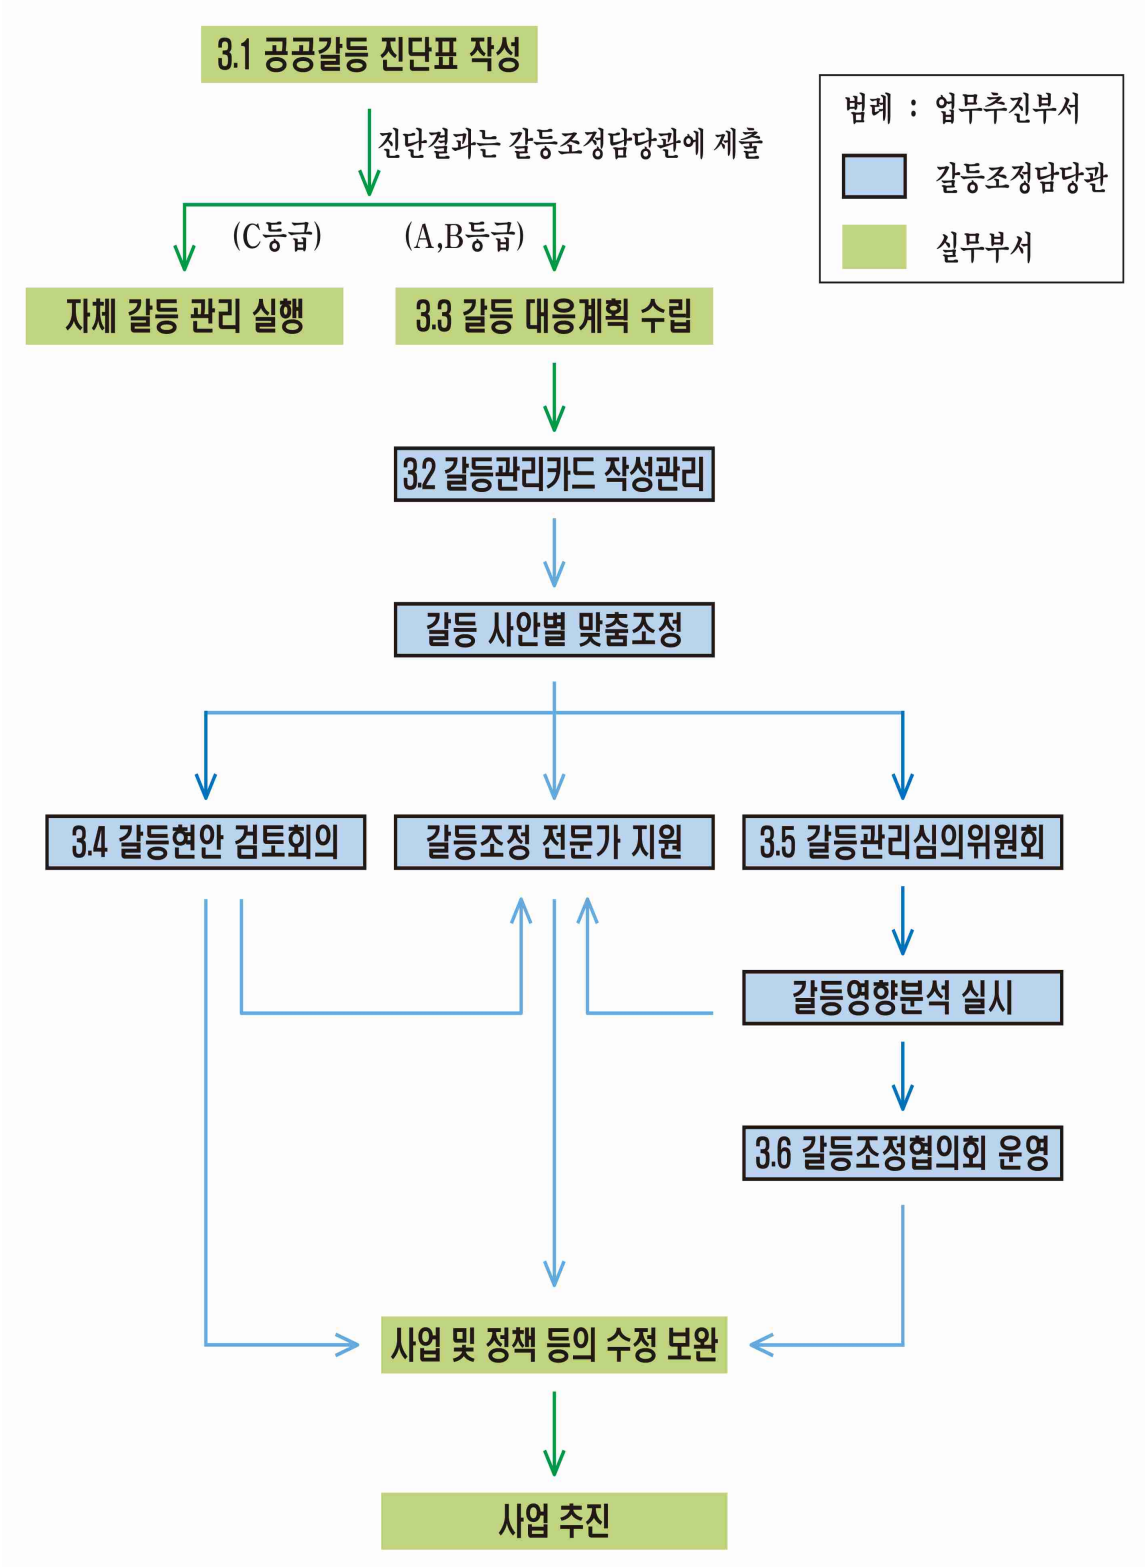 3.1 공공갈등 진단표 작성
범례 : 업무추진부서
진단결과는 갈등조정담당관에 제출
갈등조정담당관
(C등급)
(A,B등급)
실무부서
자체 갈등 관리 실행
3.3 갈등 대응계획 수립
3.2 갈등관리카드 작성관리
갈등 사안별 맞춤조정
3.4 갈등현안 검토회의
갈등조정 전문가 지원
3.5 갈등관리심의위원회
갈등영향분석 실시
3.6 갈등조정협의회 운영
사업 및 정책 등의 수정 보완
사업 추진